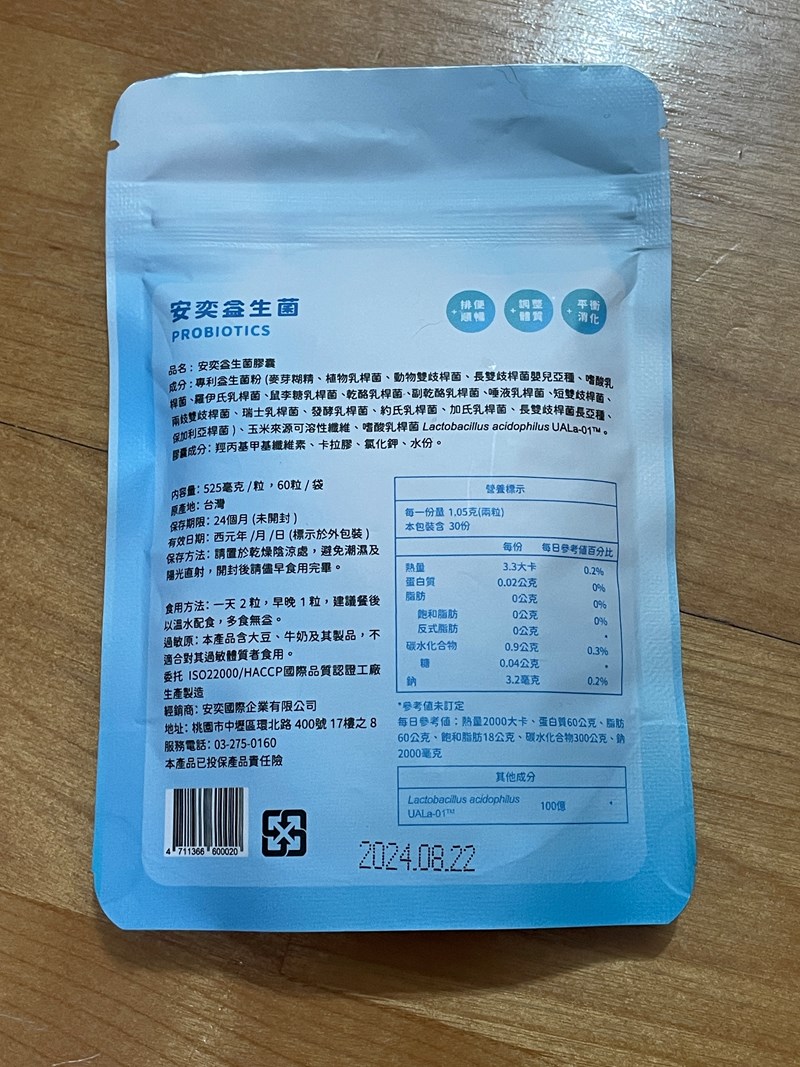 安奕益生菌
PROBIOTICS
排便
順暢
調整
體質
平衡
消化
品名：安奕益生菌膠囊
成分：專利益生菌粉 (麥芽糊精、植物乳桿菌、動物雙歧桿菌、長雙歧桿菌嬰兒亞種、嗜酸乳
桿菌、羅伊氏乳桿菌、鼠李糖乳桿菌、乾酪乳桿菌、副乾酪乳桿菌、唾液乳桿菌、短雙歧桿菌、
兩歧雙歧桿菌、瑞士乳桿菌、發酵乳桿菌、約氏乳桿菌、加氏乳桿菌、長雙歧桿菌長亞種、
保加利亞桿菌)、玉米來源可溶性纖維、嗜酸乳桿菌 Lactobacillus acidophilus UALa-01™。
膠囊成分：羥丙基甲基纖維素、卡拉膠、氯化鉀、水份。
內容量：525毫克 / 粒，60粒 / 袋
原產地：台灣
保存期限：24個月 (未開封)
有效日期：西元年 /月 /日 (標示於外包裝)
保存方法：請置於乾燥陰涼處，避免潮濕及
陽光直射，開封後請儘早食用完畢。
食用方法：一天 2 粒，早晚 1 粒，建議餐後
以溫水配食，多食無益。
過敏原：本產品含大豆、牛奶及其製品，不
適合對其過敏體質者食用。
委託 ISO22000/HACCP國際品質認證工廠
生產製造
經銷商：安奕國際企業有限公司
地址：桃園市中壢區環北路 400號 17樓之 8
服務電話：03-275-0160
本產品已投保產品責任險
營養標示
每一份量 1.05克(兩粒)
本包裝含 30份
每份 每日參考值百分比
熱量 3.3大卡 0.2%
蛋白質 0.02公克 0%
脂肪 0公克 0%
飽和脂肪 0公克 0%
反式脂肪 0公克 *
碳水化合物 0.9公克 0.3%
糖 0.04公克 *
鈉 3.2毫克 0.2%
*參考值未訂定
每日參考值：熱量2000大卡、蛋白質60公克、脂肪
60公克、飽和脂肪18公克、碳水化合物300公克、鈉
2000毫克
其他成分
Lactobacillus acidophilus
UALa-01™ 100億 *
4 711366 600020
2024.08.22